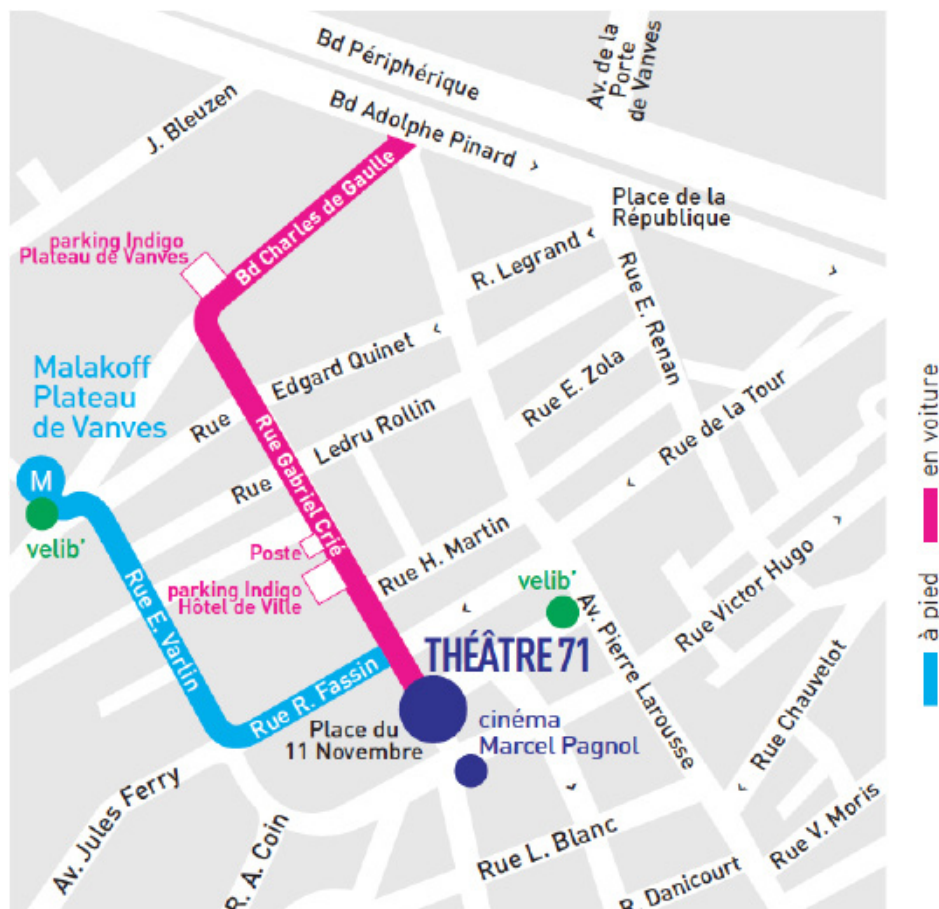 Bd Périphérique
Av. de la
Porte
de Vanves
J. Bleuzen
Bd Adolphe Pinard
Bd Charles de Gaulle
Place de la
République
parking Indigo
Plateau de Vanves
R. Legrand
Rue E. Renan
Malakoff
Plateau
de Vanves
Rue Edgard Quinet
Rue E. Zola
Rue Ledru Rollin
Rue de la Tour
M
velib'
Rue Gabriel Crié
Poste
parking Indigo
Hôtel de Ville
Rue H. Martin
velib'
Rue Victor Hugo
Rue E. Varlin
Rue R. Fassin
THÉÂTRE 71
Av. Pierre Larousse
Place du
11 Novembre
cinéma
Marcel Pagnol
Rue Chauvelot
Av. Jules Ferry
R. A. Coin
Rue L. Blanc
R. Danicourt
Rue V. Moris
en voiture
à pied